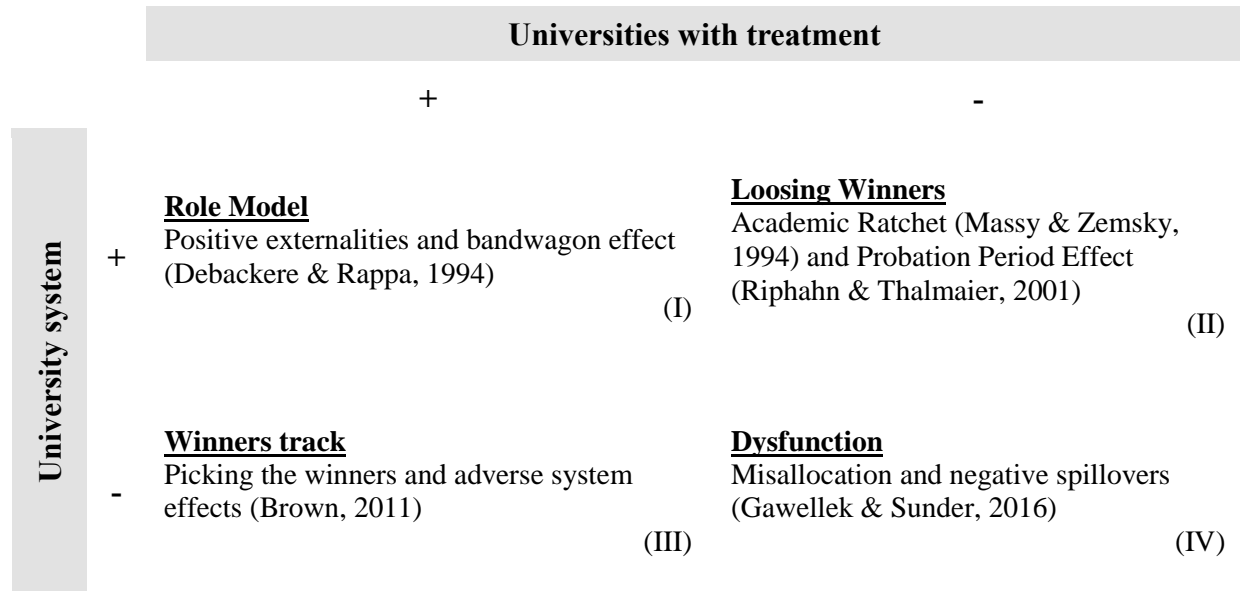 Universities with treatment
+
-
University system
+
Role Model
Positive externalities and bandwagon effect
(Debackere & Rappa, 1994)
(I)
Loosing Winners
Academic Ratchet (Massy & Zemsky,
1994) and Probation Period Effect
(Riphahn & Thalmaier, 2001)
(II)
-
Winners track
Picking the winners and adverse system
effects (Brown, 2011)
(III)
Dysfunction
Misallocation and negative spillovers
(Gawellek & Sunder, 2016)
(IV)